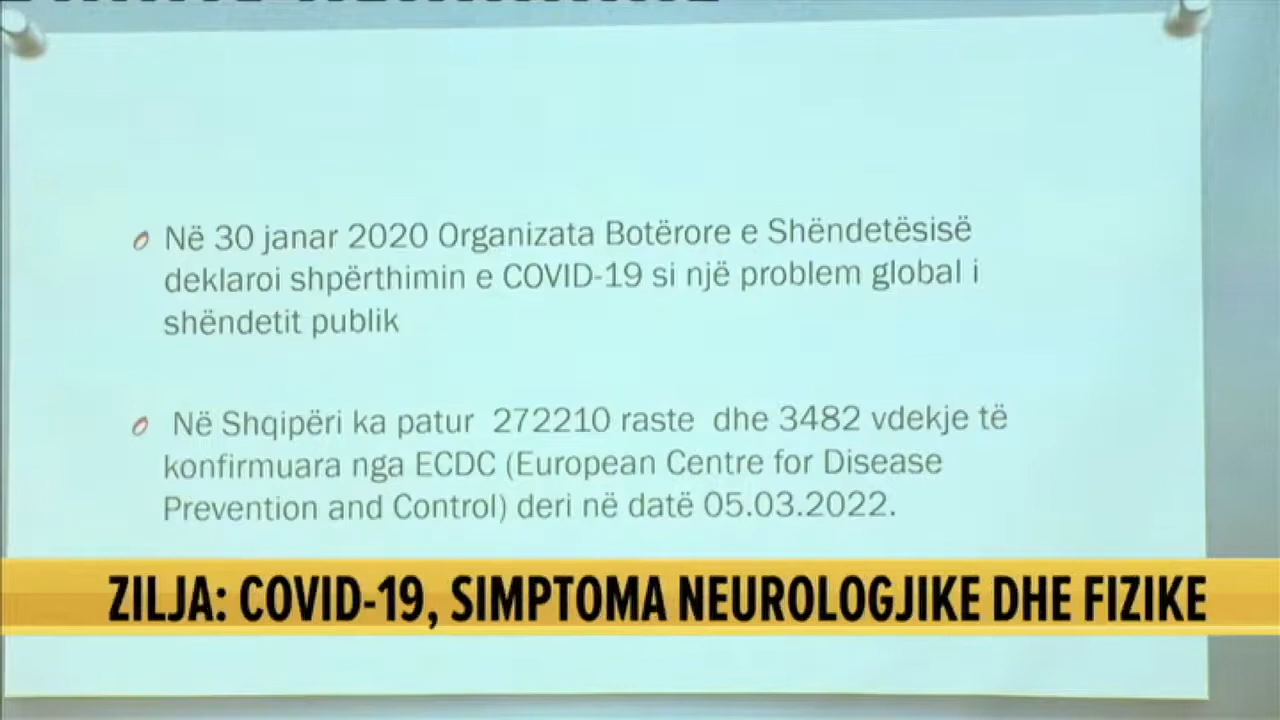 Në 30 janar 2020 Organizata Botërore e Shëndetësisë
deklaroi shpërthimin e COVID-19 si një problem global i
shëndetit publik
Në Shqipëri ka patur 272210 raste dhe 3482 vdekje të
konfirmuara nga ECDC (European Centre for Disease
Prevention and Control) deri në datë 05.03.2022.
ZILJA: COVID-19, SIMPTOMA NEUROLOGJIKE DHE FIZIKE